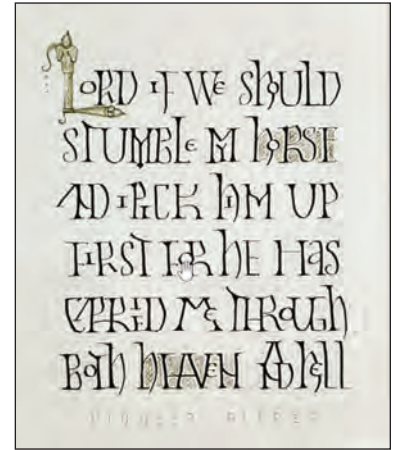 LORD IF WE SHOULD
STUMBLE MY HORSE
AND I PICK HIM UP
FIRST FOR HE HAS
CARRIED ME THROUGH
BOTH HEAVEN AND HELL